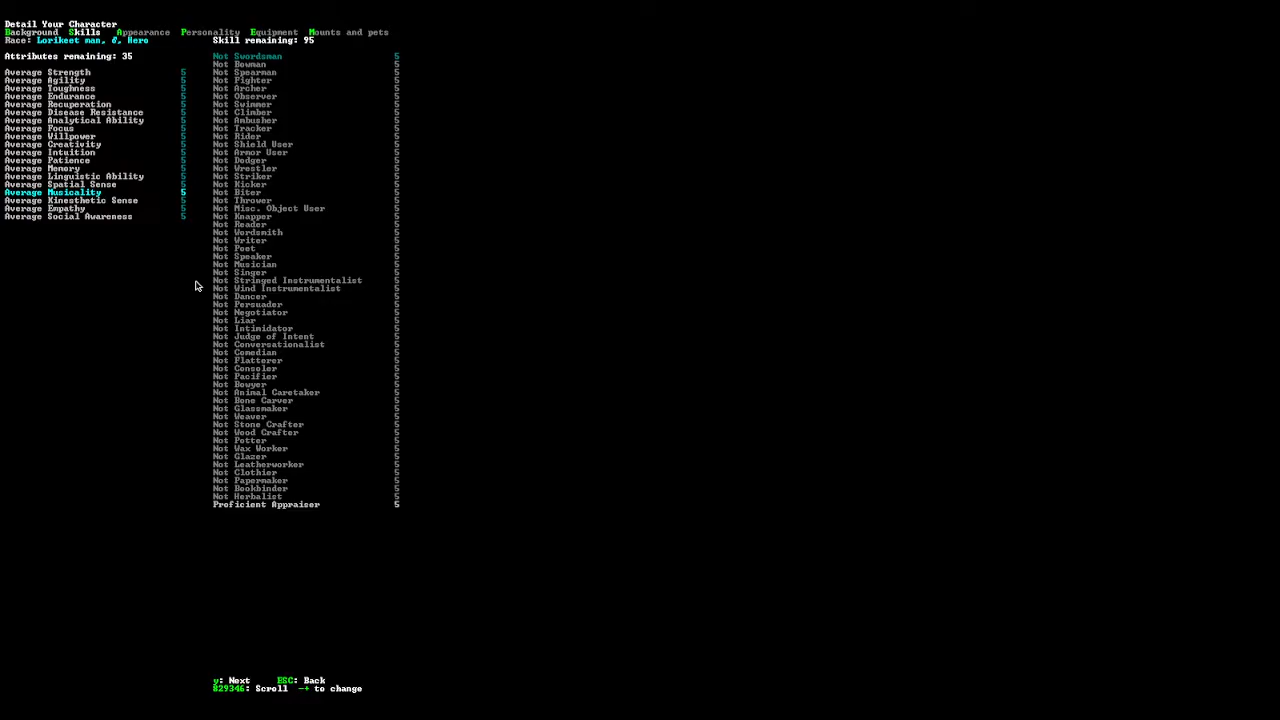 Detail Your Character
Background Skills Appearance Personality Equipment Mounts and pets
Race: Lorikeet man, ♂, Hero
Skill remaining: 95
Attributes remaining: 35
Average Strength 5
Average Agility 5
Average Toughness 5
Average Endurance 5
Average Recuperation 5
Average Disease Resistance 5
Average Analytical Ability 5
Average Focus 5
Average Willpower 5
Average Creativity 5
Average Intuition 5
Average Patience 5
Average Memory 5
Average Linguistic Ability 5
Average Spatial Sense 5
Average Musicality 5
Average Kinesthetic Sense 5
Average Empathy 5
Average Social Awareness 5
Not Swordsman 5
Not Bowman 5
Not Spearman 5
Not Fighter 5
Not Archer 5
Not Observer 5
Not Swimmer 5
Not Climber 5
Not Ambusher 5
Not Tracker 5
Not Rider 5
Not Shield User 5
Not Armor User 5
Not Dodger 5
Not Wrestler 5
Not Striker 5
Not Kicker 5
Not Biter 5
Not Thrower 5
Not Misc. Object User 5
Not Knapper 5
Not Reader 5
Not Wordsmith 5
Not Writer 5
Not Poet 5
Not Speaker 5
Not Musician 5
Not Singer 5
Not Stringed Instrumentalist 5
Not Wind Instrumentalist 5
Not Dancer 5
Not Persuader 5
Not Negotiator 5
Not Liar 5
Not Intimidator 5
Not Judge of Intent 5
Not Conversationalist 5
Not Comedian 5
Not Flatterer 5
Not Consoler 5
Not Pacifier 5
Not Bowyer 5
Not Animal Caretaker 5
Not Bone Carver 5
Not Glassmaker 5
Not Weaver 5
Not Stone Crafter 5
Not Wood Crafter 5
Not Potter 5
Not Wax Worker 5
Not Glazer 5
Not Leatherworker 5
Not Clothier 5
Not Papermaker 5
Not Bookbinder 5
Not Herbalist 5
Proficient Appraiser 5
y: Next ESC: Back
829346: Scroll -+ to change